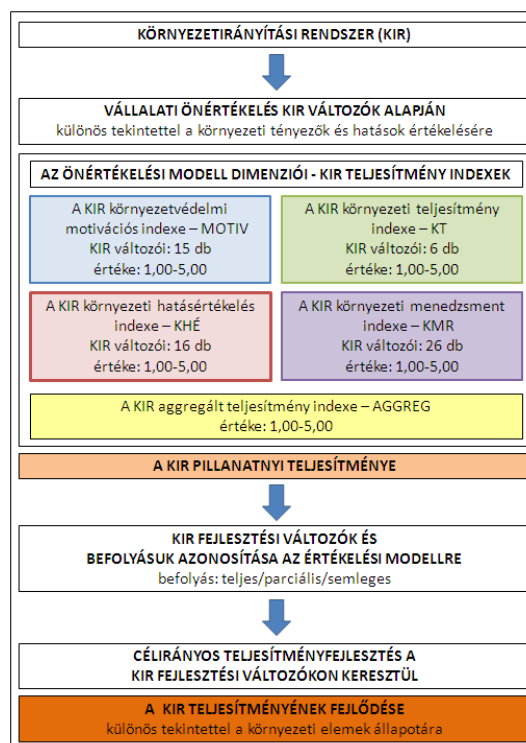 KÖRNYEZETIRÁNYÍTÁSI RENDSZER (KIR)
VÁLLALATI ÖNÉRTÉKELÉS KIR VÁLTOZÓK ALAPJÁN
különös tekintettel a környezeti tényezők és hatások értékelésére
AZ ÖNÉRTÉKELÉSI MODELL DIMENZIÓI - KIR TELJESÍTMÉNY INDEXEK
A KIR környezetvédelmi
motivációs indexe – MOTIV
KIR változói: 15 db
értéke: 1,00-5,00
A KIR környezeti teljesítmény
indexe – KT
KIR változói: 6 db
értéke: 1,00-5,00
A KIR környezeti hatásértékelés
indexe – KHÉ
KIR változói: 16 db
értéke: 1,00-5,00
A KIR környezeti menedzsment
indexe – KMR
KIR változói: 26 db
értéke: 1,00-5,00
A KIR aggregált teljesítmény indexe – AGGREG
értéke: 1,00-5,00
A KIR PILLANATNYI TELJESÍTMÉNYE
KIR FEJLESZTÉSI VÁLTOZÓK ÉS
BEFOLYÁSUK AZONOSÍTÁSA AZ ÉRTÉKELÉSI MODELLRE
befolyás: teljes/parciális/semleges
CÉLIRÁNYOS TELJESÍTMÉNYFEJLESZTÉS A
KIR FEJLESZTÉSI VÁLTOZÓKON KERESZTÜL
A KIR TELJESÍTMÉNYÉNEK FEJLŐDÉSE
különös tekintettel a környezeti elemek állapotára